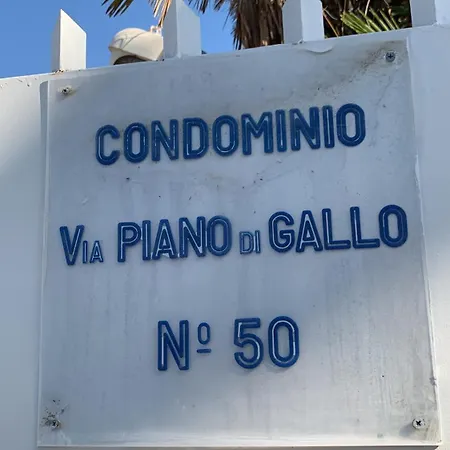 CONDOMINIO
VIA PIANO DI GALLO
Nº 50